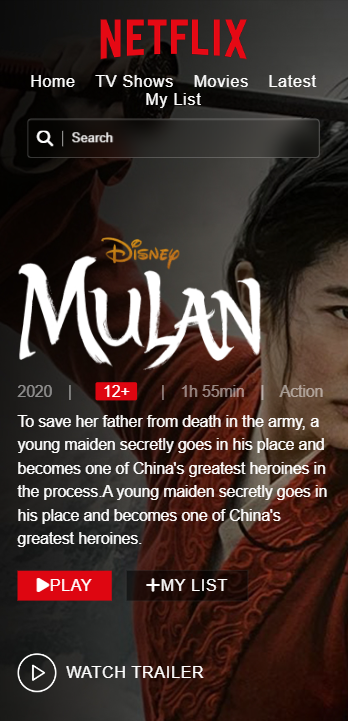 NETFLIX
Home TV Shows Movies Latest
My List
Search
Disney
MULAN
2020 | 12+ | 1h 55min | Action
To save her father from death in the army, a
young maiden secretly goes in his place and
becomes one of China's greatest heroines in
the process.A young maiden secretly goes in
his place and becomes one of China's
greatest heroines.
PLAY +MY LIST
WATCH TRAILER